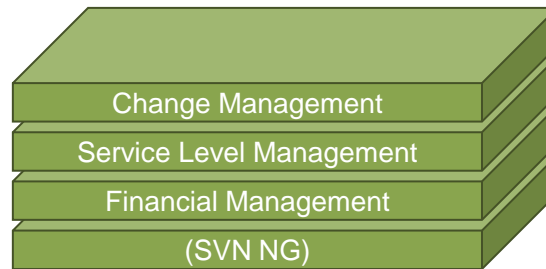 Change Management
Service Level Management
Financial Management
(SVN NG)